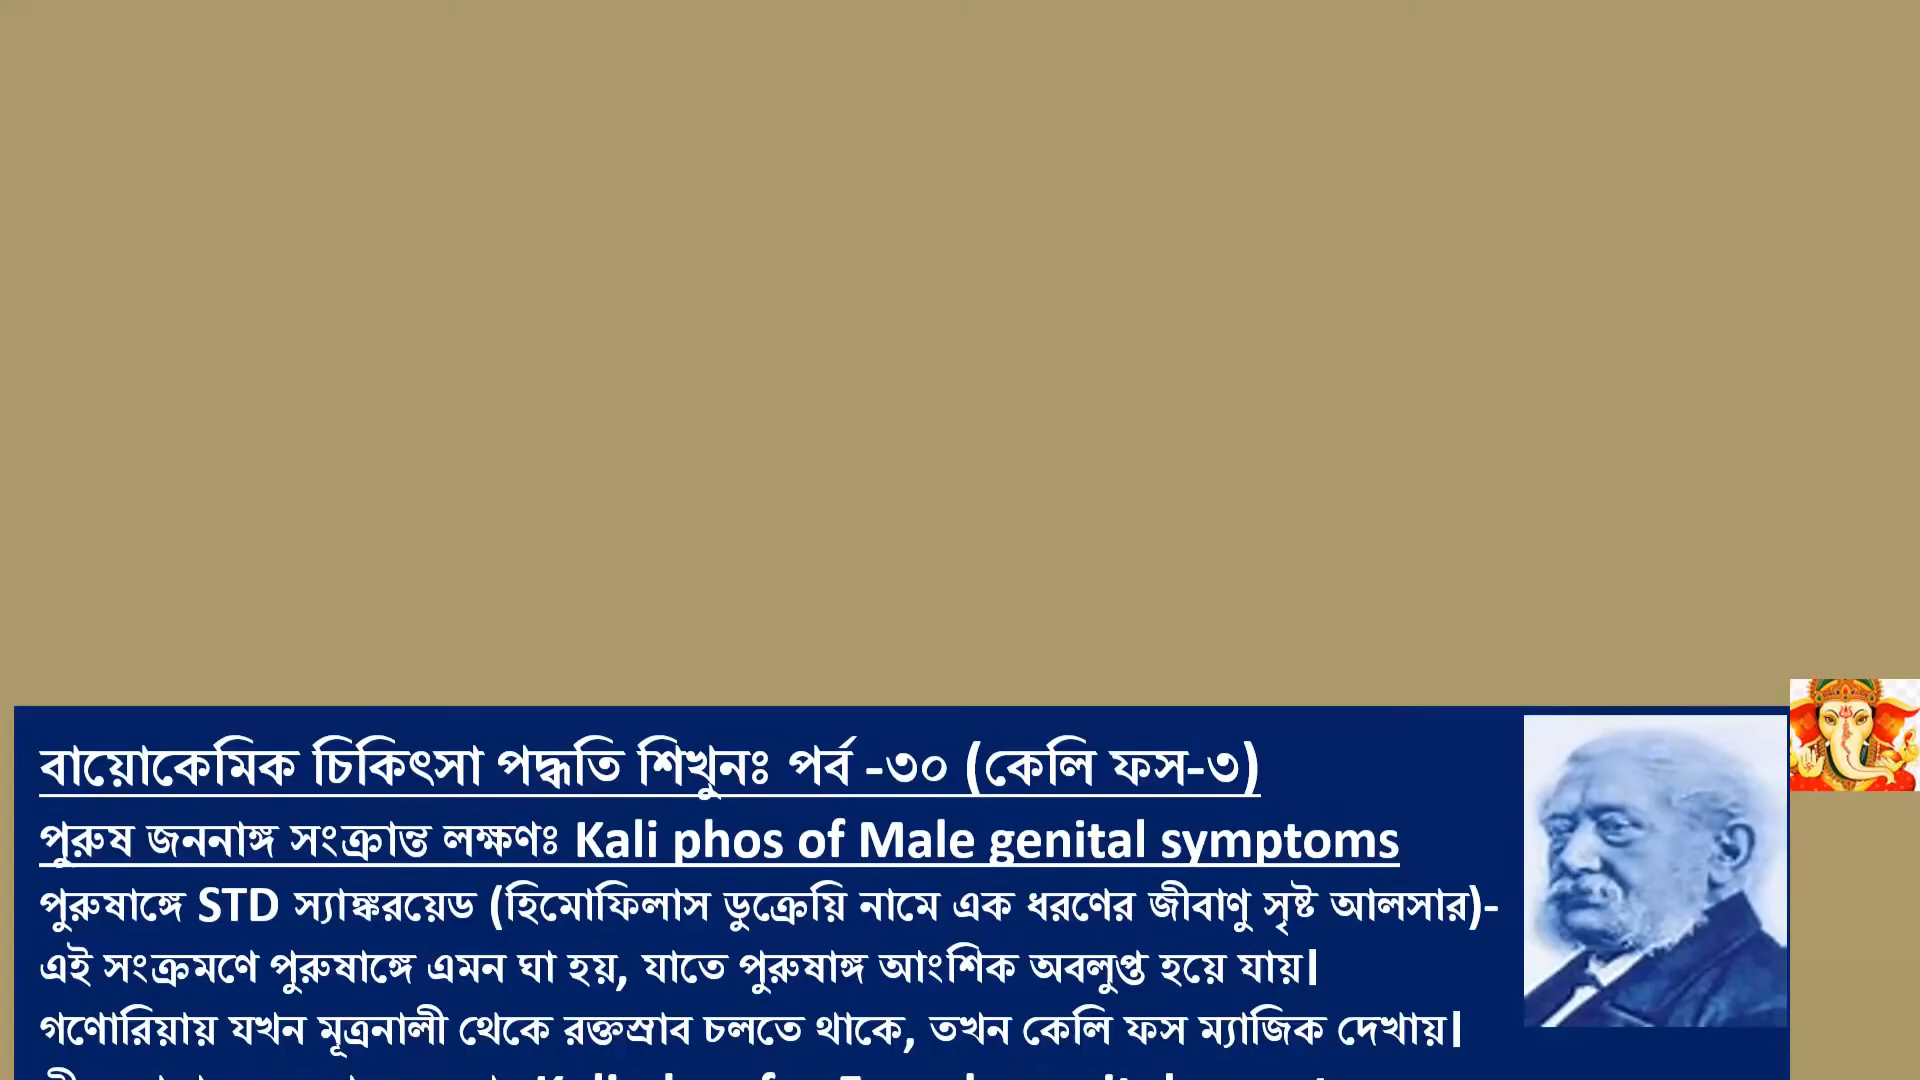 বায়োকেমিক চিকিৎসা পদ্ধতি শিখুনঃ পর্ব -৩০ (কেলি ফস-৩)
পুরুষ জননাঙ্গ সংক্রান্ত লক্ষণঃ Kali phos of Male genital symptoms
পুরুষাঙ্গে STD স্যাঙ্করয়েড (হিমোফিলাস ডুক্রেয়ি নামে এক ধরণের জীবাণু সৃষ্ট আলসার)-
এই সংক্রমণে পুরুষাঙ্গে এমন ঘা হয়, যাতে পুরুষাঙ্গ আংশিক অবলুপ্ত হয়ে যায়।
গণোরিয়ায় যখন মূত্রনালী থেকে রক্তস্রাব চলতে থাকে, তখন কেলি ফস ম্যাজিক দেখায়।